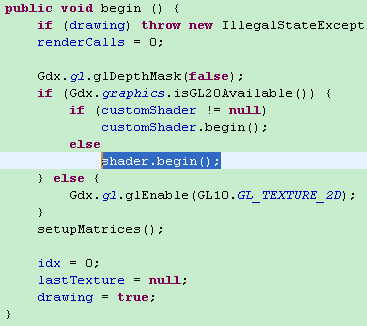 public void begin () {
if (drawing) throw new IllegalStateExcept
renderCalls = 0;
Gdx.gl.glDepthMask(false);
if (Gdx.graphics.isGL20Available()) {
if (customShader != null)
customShader.begin();
else
shader.begin();
} else {
Gdx.gl.glEnable(GL10.GL_TEXTURE_2D);
}
setupMatrices();
idx = 0;
lastTexture = null;
drawing = true;
}